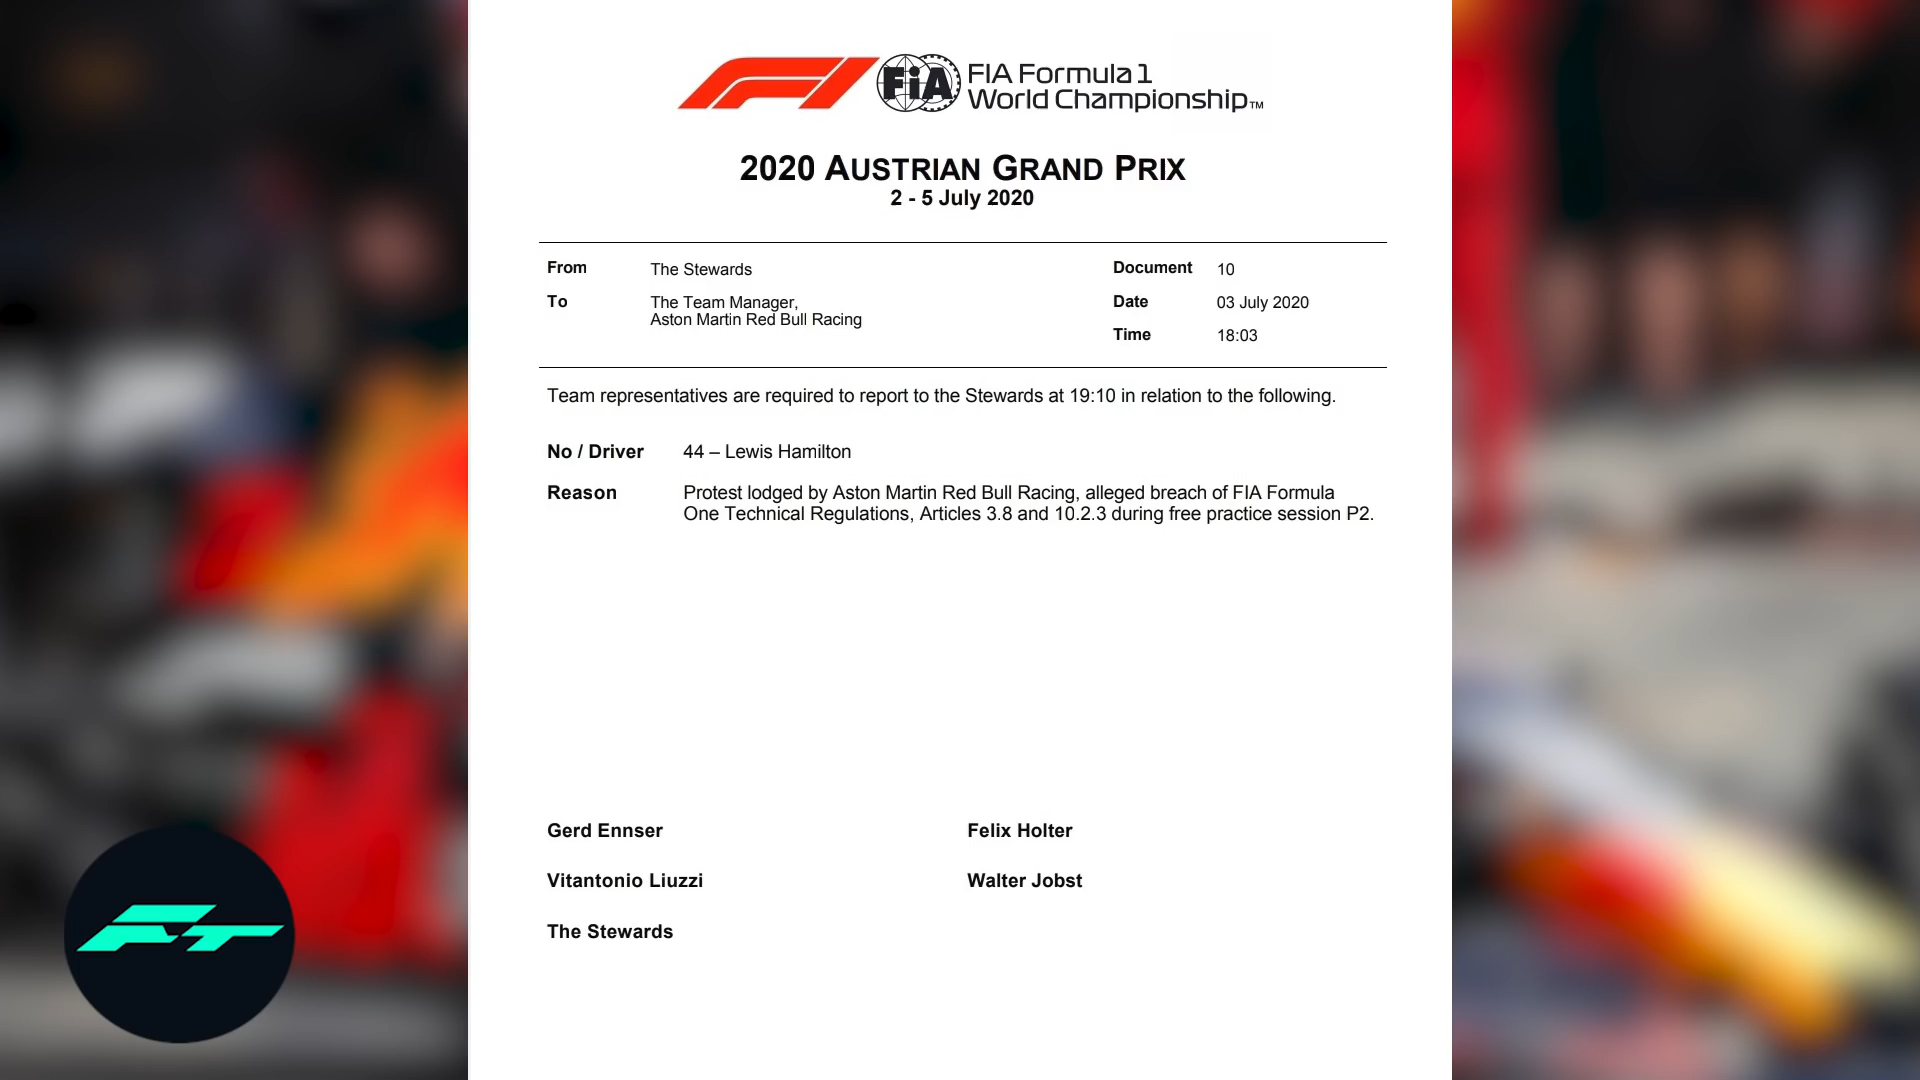 F1 FIA FIA Formula 1
World Championship™
2020 AUSTRIAN GRAND PRIX
2 - 5 July 2020
From The Stewards Document 10
To The Team Manager, Date 03 July 2020
Aston Martin Red Bull Racing
Time 18:03
Team representatives are required to report to the Stewards at 19:10 in relation to the following.
No / Driver 44 – Lewis Hamilton
Reason Protest lodged by Aston Martin Red Bull Racing, alleged breach of FIA Formula
One Technical Regulations, Articles 3.8 and 10.2.3 during free practice session P2.
Gerd Ennser Felix Holter
Vitantonio Liuzzi Walter Jobst
The Stewards
FT